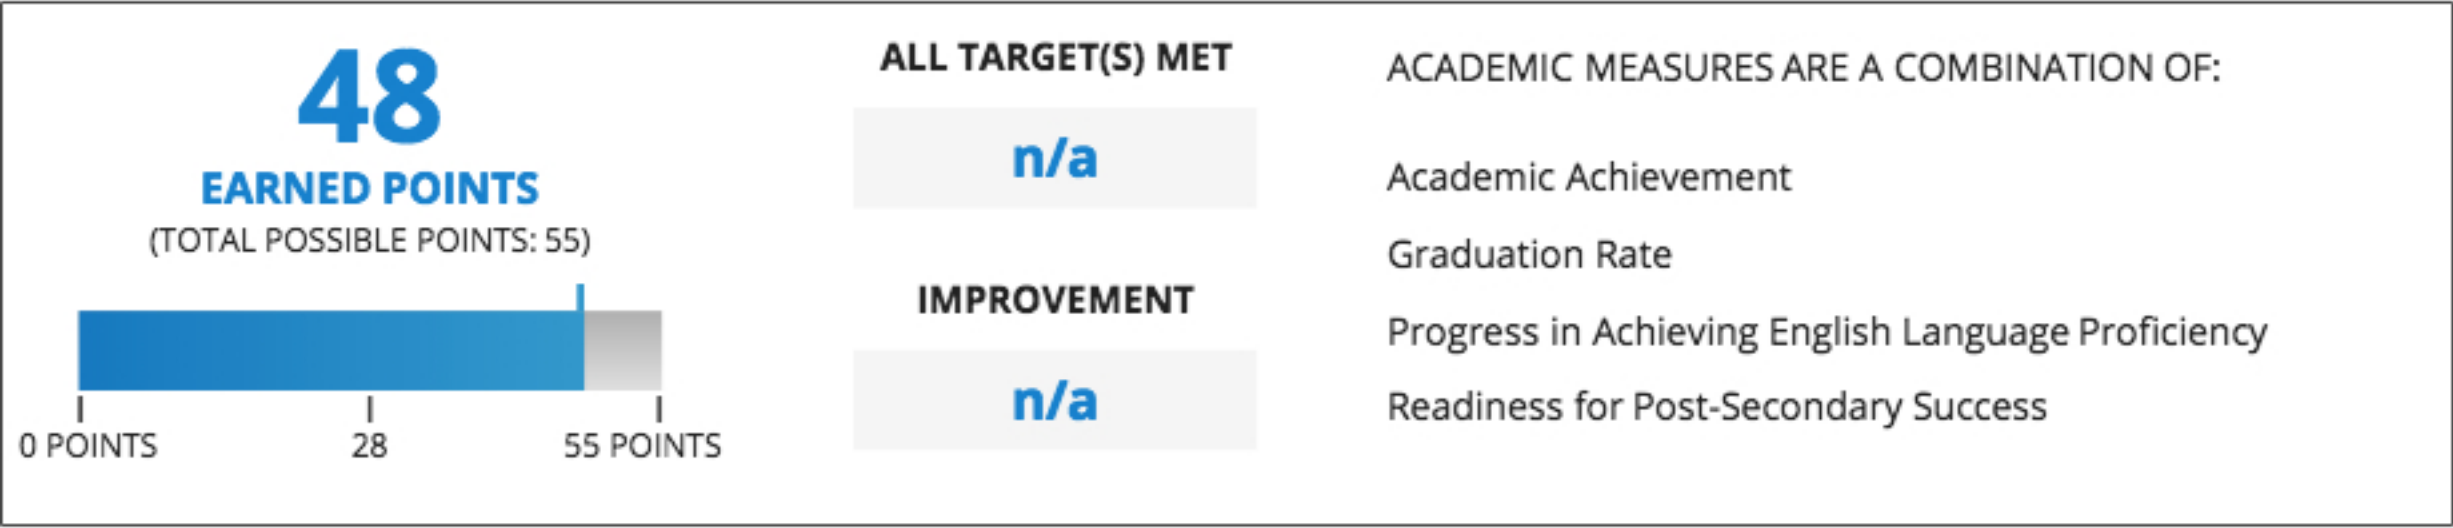 48
EARNED POINTS
(TOTAL POSSIBLE POINTS: 55)
0 POINTS
28
55 POINTS
ALL TARGET(S) MET
n/a
IMPROVEMENT
n/a
ACADEMIC MEASURES ARE A COMBINATION OF:
Academic Achievement
Graduation Rate
Progress in Achieving English Language Proficiency
Readiness for Post-Secondary Success